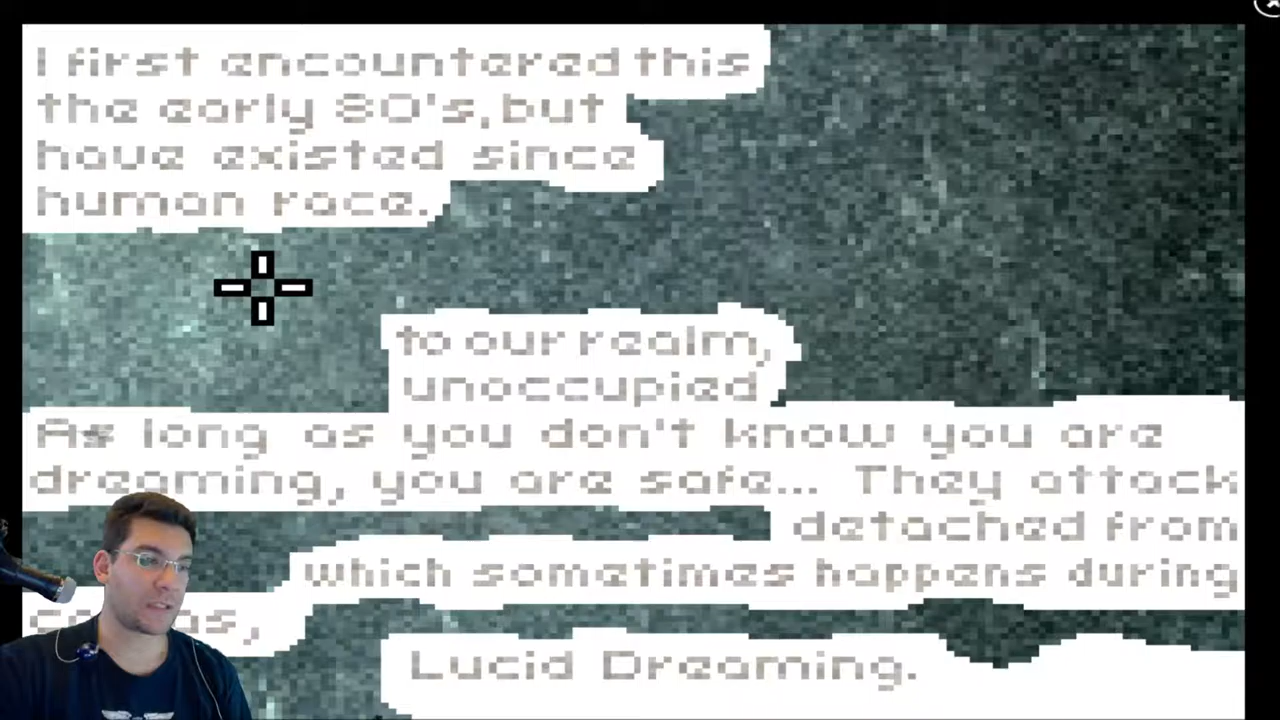 I first encountered this
the early 80's, but
have existed since
human race.
to our realm,
unoccupied
As long as you don't know you are
dreaming, you are safe... They attack
detached from
which sometimes happens during
Lucid Dreaming.